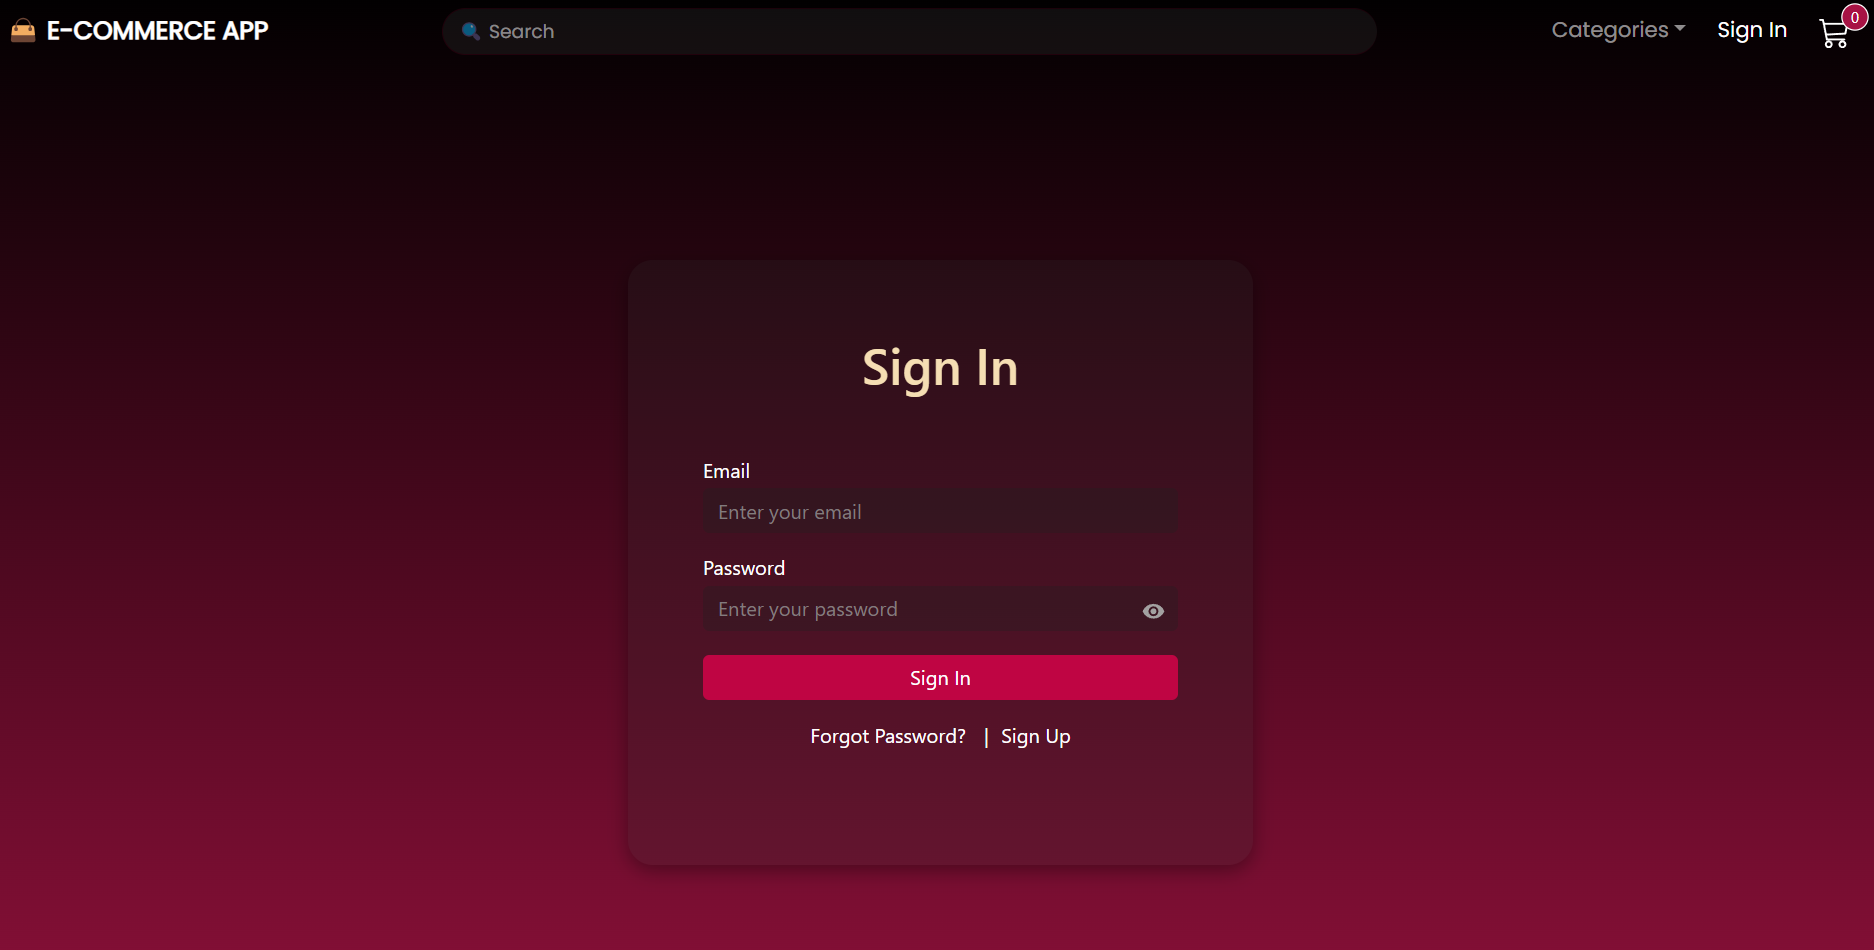 E-COMMERCE APP
Search
Categories
Sign In
0
Sign In
Email
Enter your email
Password
Enter your password
Sign In
Forgot Password? | Sign Up